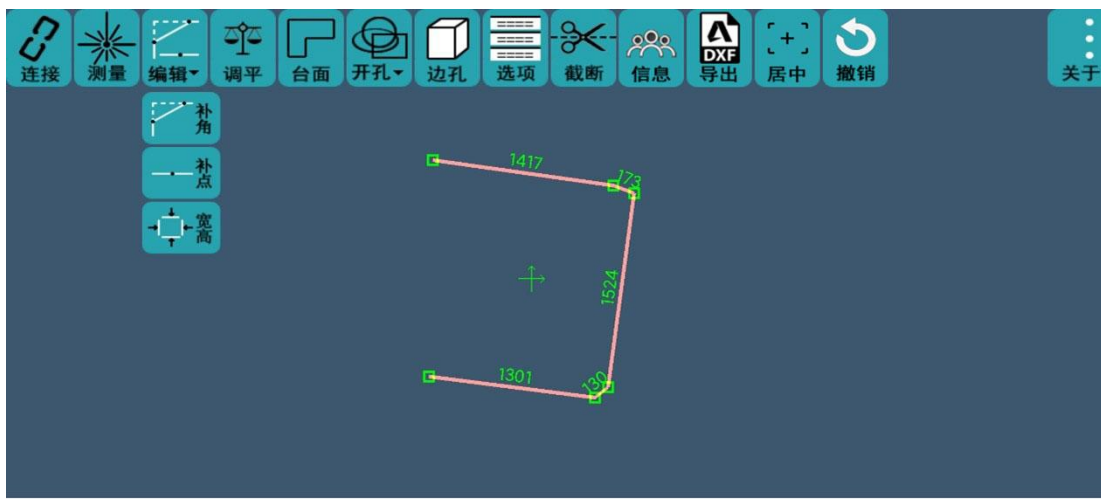 连接
测量
编辑▾
调平
台面
开孔▾
边孔
选项
截断
信息
DXF
导出
居中
撤销
关于
补角
补点
宽高
1417
173
1524
1301
130